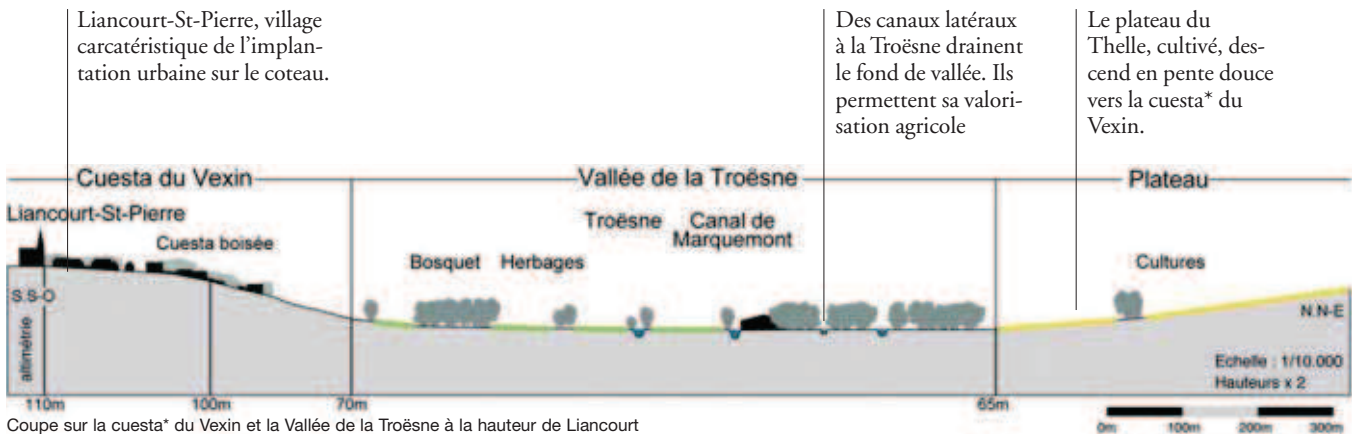 Liancourt-St-Pierre, village
carcatéristique de l'implan-
tation urbaine sur le coteau.
Des canaux latéraux
à la Troësne drainent
le fond de vallée. Ils
permettent sa valori-
sation agricole
Le plateau du
Thelle, cultivé, des-
cend en pente douce
vers la cuesta* du
Vexin.
Cuesta du Vexin
Vallée de la Troësne
Plateau
Liancourt-St-Pierre
Cuesta boisée
Bosquet
Herbages
Troësne
Canal de
Marquemont
Cultures
S.S-O
N.N-E
altimétrie
Echelle : 1/10.000
Hauteurs x 2
110m
100m
70m
65m
0m
100m
200m
300m
Coupe sur la cuesta* du Vexin et la Vallée de la Troësne à la hauteur de Liancourt